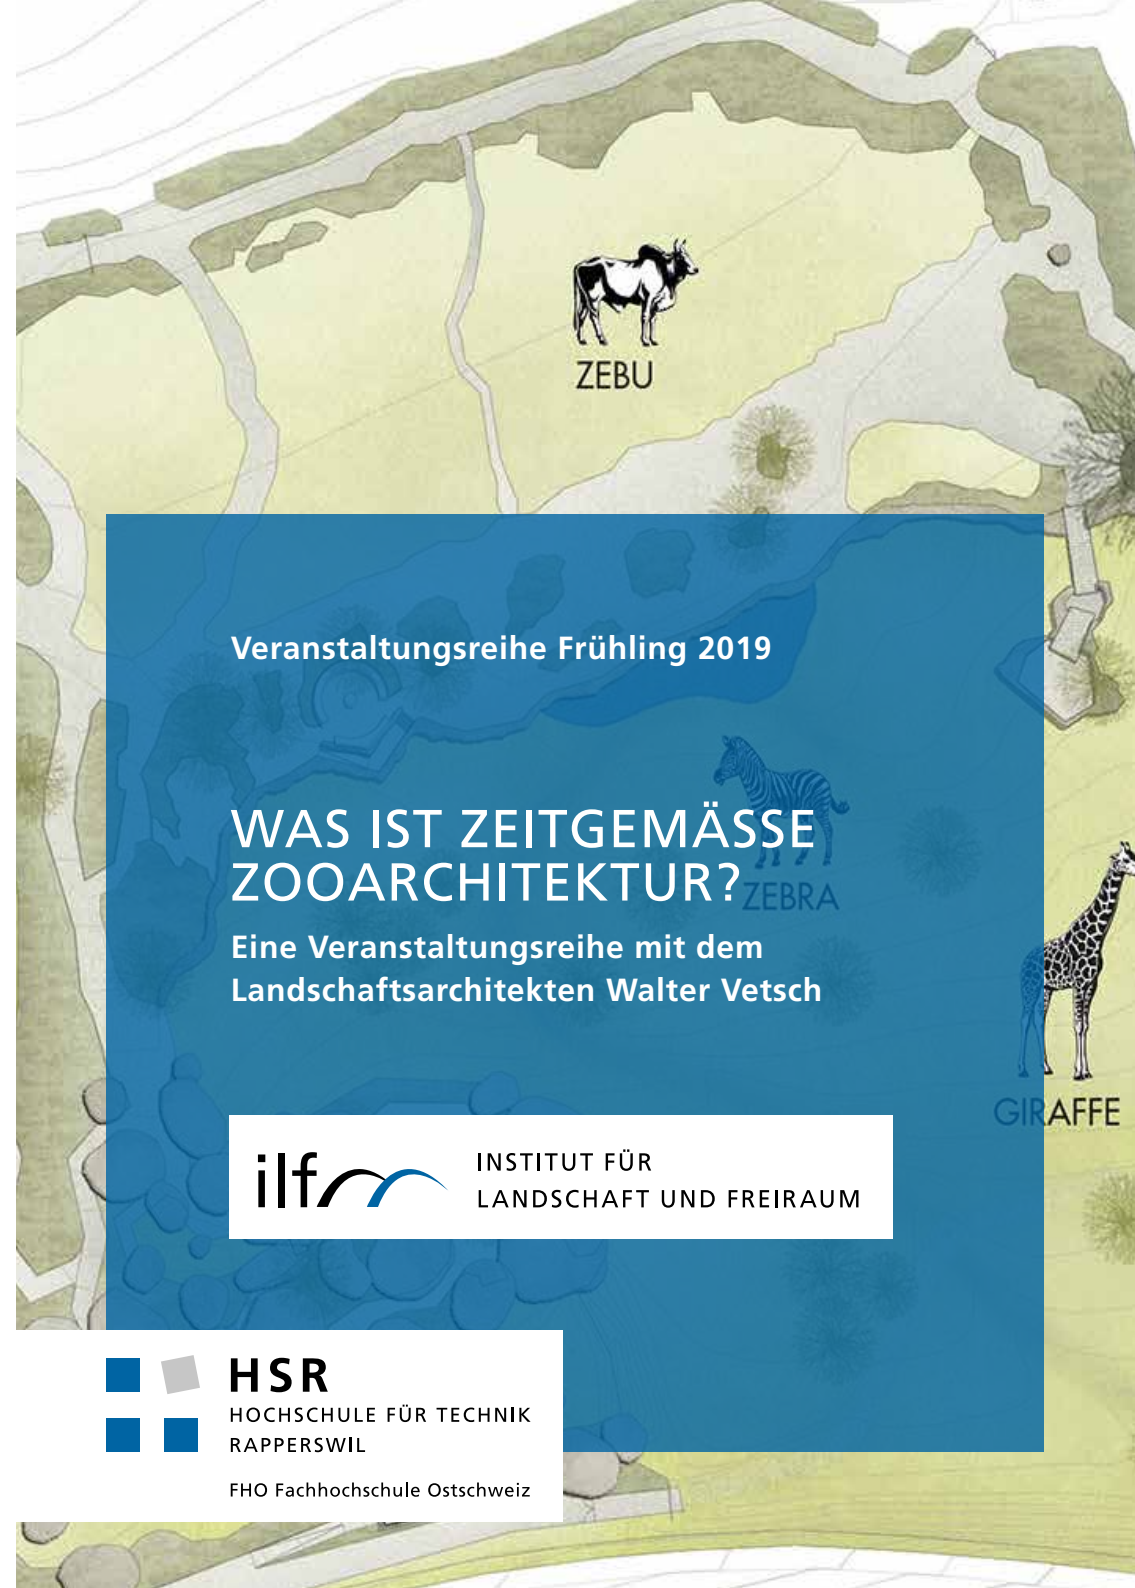 ZEBU
Veranstaltungsreihe Frühling 2019
WAS IST ZEITGEMÄSSE
ZOOARCHITEKTUR?
ZEBRA
Eine Veranstaltungsreihe mit dem
Landschaftsarchitekten Walter Vetsch
GIRAFFE
ilf
INSTITUT FÜR
LANDSCHAFT UND FREIRAUM
HSR
HOCHSCHULE FÜR TECHNIK
RAPPERSWIL
FHO Fachhochschule Ostschweiz